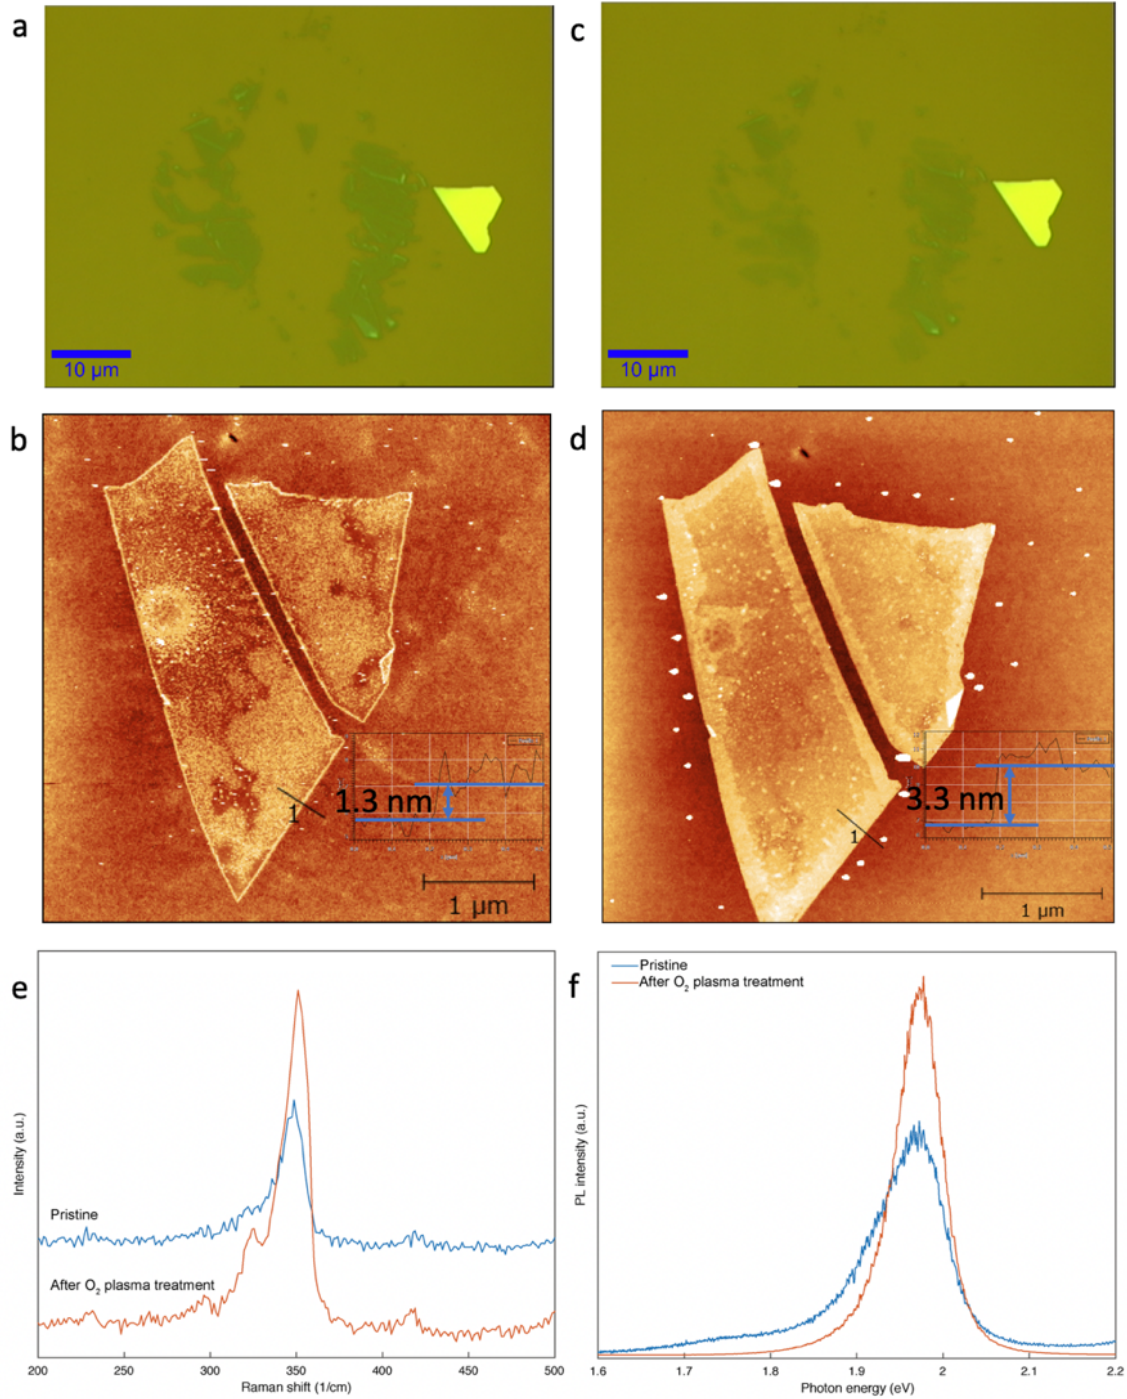 a
10 µm
c
10 µm
b
1
1.3 nm
1 µm
d
1
3.3 nm
1 µm
e
Intensity (a.u.)
Pristine
After O₂ plasma treatment
200 250 300 350 400 450 500
Raman shift (1/cm)
f
Pristine
After O₂ plasma treatment
PL intensity (a.u.)
1.6 1.7 1.8 1.9 2 2.1 2.2
Photon energy (eV)